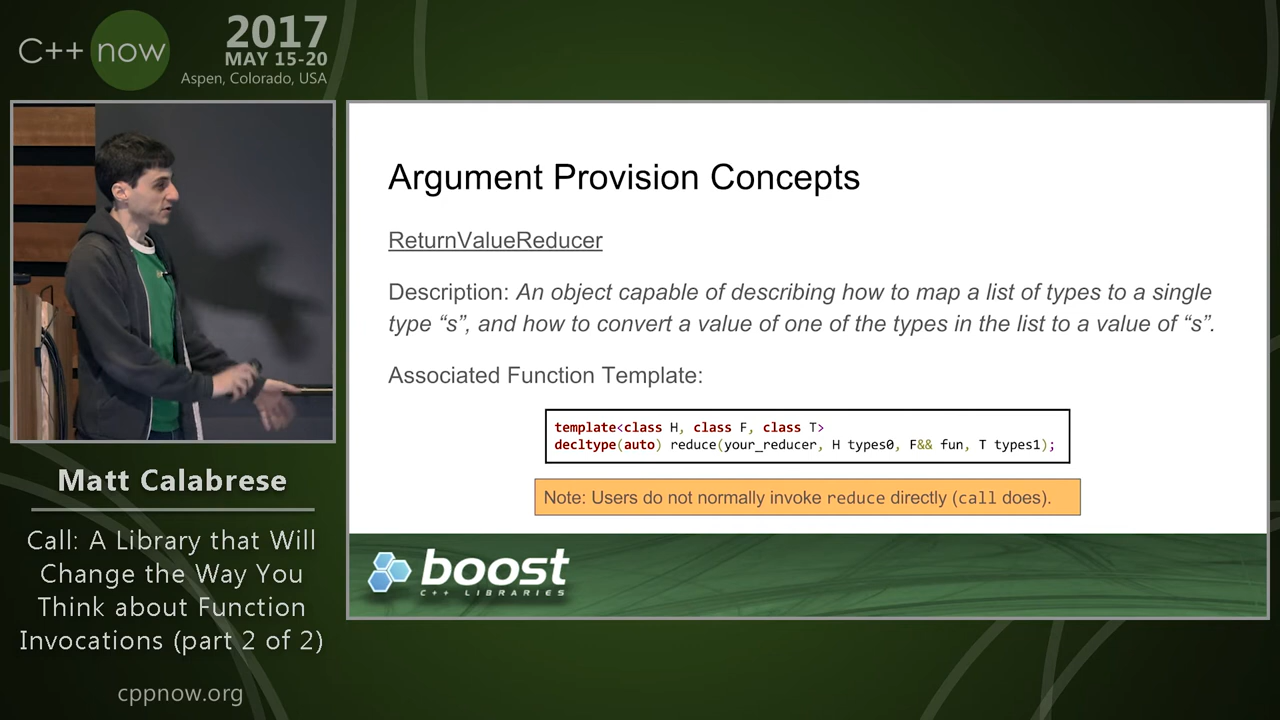 C++ now
2017
MAY 15-20
Aspen, Colorado, USA
Argument Provision Concepts
ReturnValueReducer
Description: An object capable of describing how to map a list of types to a single
type “s”, and how to convert a value of one of the types in the list to a value of “s”.
Associated Function Template:
template<class H, class F, class T>
decltype(auto) reduce(your_reducer, H types0, F&& fun, T types1);
Note: Users do not normally invoke reduce directly (call does).
boost
C++ LIBRARIES
Matt Calabrese
Call: A Library that Will
Change the Way You
Think about Function
Invocations (part 2 of 2)
cppnow.org